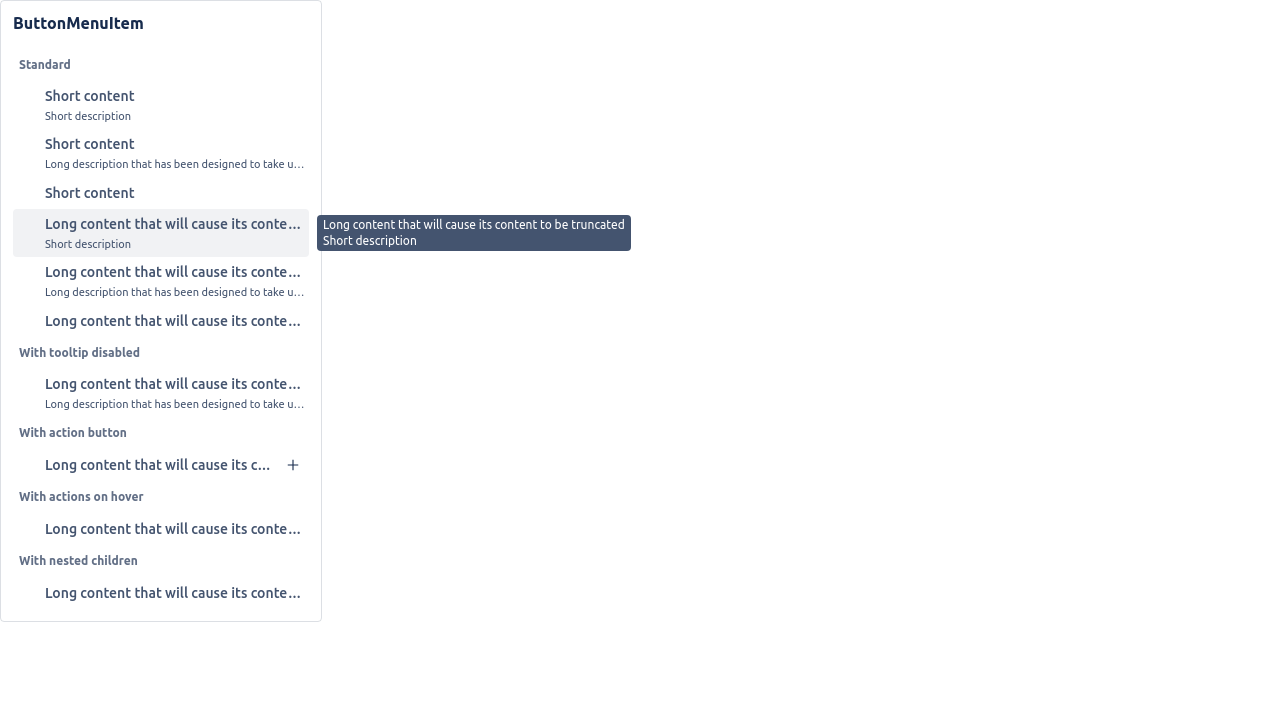 ButtonMenuItem
Standard
Short content
Short description
Short content
Long description that has been designed to take u…
Short content
Long content that will cause its conte…
Short description
Long content that will cause its content to be truncated
Short description
Long content that will cause its conte…
Long description that has been designed to take u…
Long content that will cause its conte…
With tooltip disabled
Long content that will cause its conte…
Long description that has been designed to take u…
With action button
Long content that will cause its c…
With actions on hover
Long content that will cause its conte…
With nested children
Long content that will cause its conte…